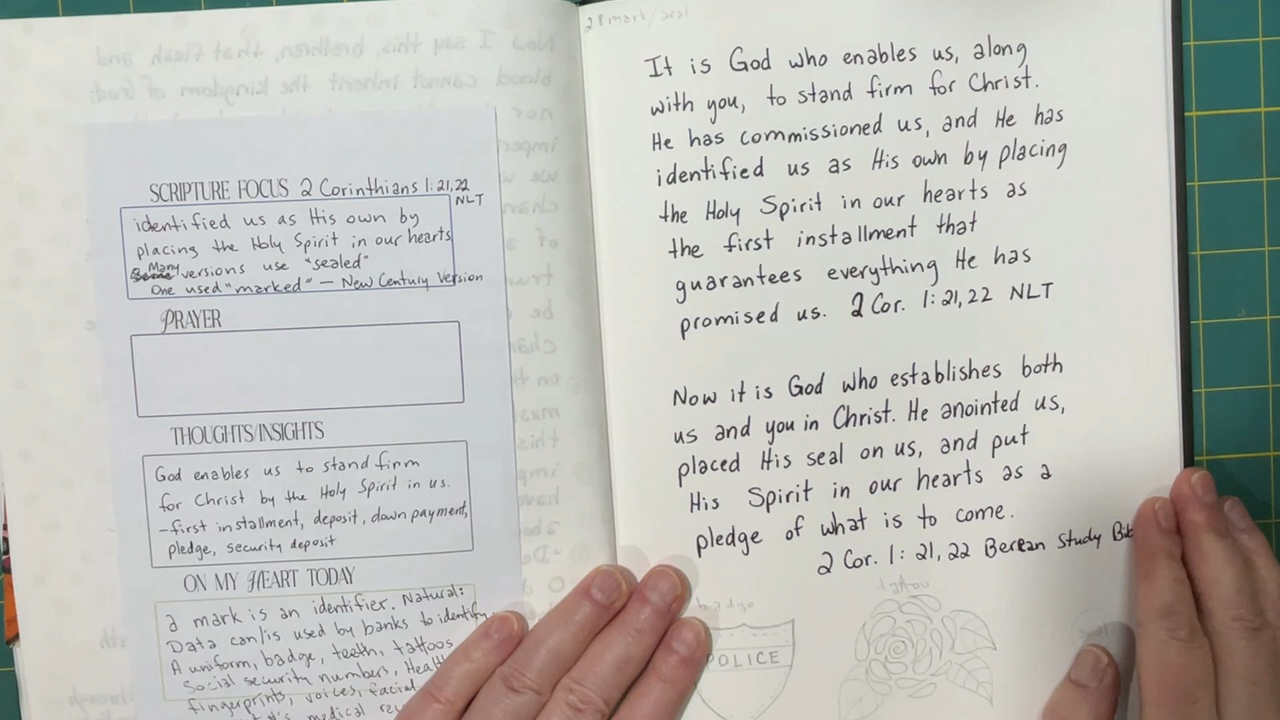 SCRIPTURE FOCUS 2 Corinthians 1:21,22
NLT
identified us as His own by
placing the Holy Spirit in our hearts
Many versions use "sealed"
One used "marked" — New Century Version
PRAYER
THOUGHTS/INSIGHTS
God enables us to stand firm
for Christ by the Holy Spirit in us.
-first installment, deposit, down payment,
pledge, security deposit
ON MY HEART TODAY
a mark is an identifier. Natural:
Data can/is used by banks to identify
A uniform, badge, teeth, tattoos
Social security numbers, Health
fingerprints, voices, facial
medical
28 mark/seal
It is God who enables us, along
with you, to stand firm for Christ.
He has commissioned us, and He has
identified us as His own by placing
the Holy Spirit in our hearts as
the first installment that
guarantees everything He has
promised us. 2 Cor. 1:21,22 NLT
Now it is God who establishes both
us and you in Christ. He anointed us,
placed His seal on us, and put
His Spirit in our hearts as a
pledge of what is to come.
2 Cor. 1:21,22 Berean Study Bib
badge
tattoo
POLICE